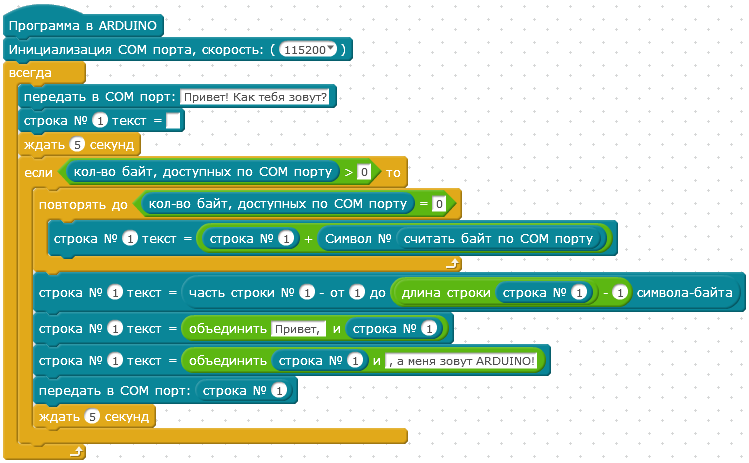 Программа в ARDUINO
Инициализация COM порта, скорость: ( 115200 )
всегда
передать в COM порт: Привет! Как тебя зовут?
строка № 1 текст =
ждать 5 секунд
если кол-во байт, доступных по COM порту > 0 то
повторять до кол-во байт, доступных по COM порту = 0
строка № 1 текст = строка № 1 + Символ № считать байт по COM порту
строка № 1 текст = часть строки № 1 - от 1 до длина строки строка № 1 - 1 символа-байта
строка № 1 текст = объединить Привет, и строка № 1
строка № 1 текст = объединить строка № 1 и , а меня зовут ARDUINO!
передать в COM порт: строка № 1
ждать 5 секунд